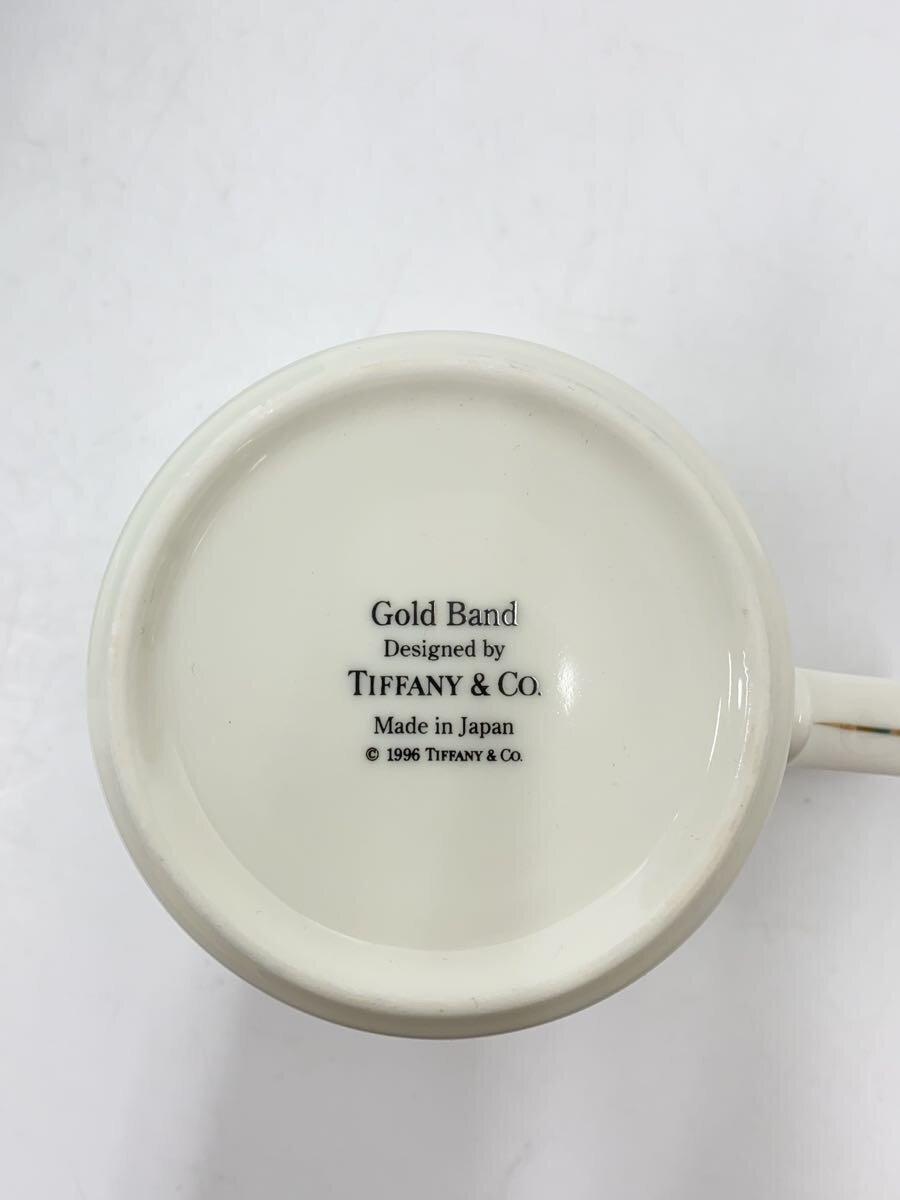 Gold Band
Designed by
TIFFANY & CO.
Made in Japan
© 1996 TIFFANY & CO.